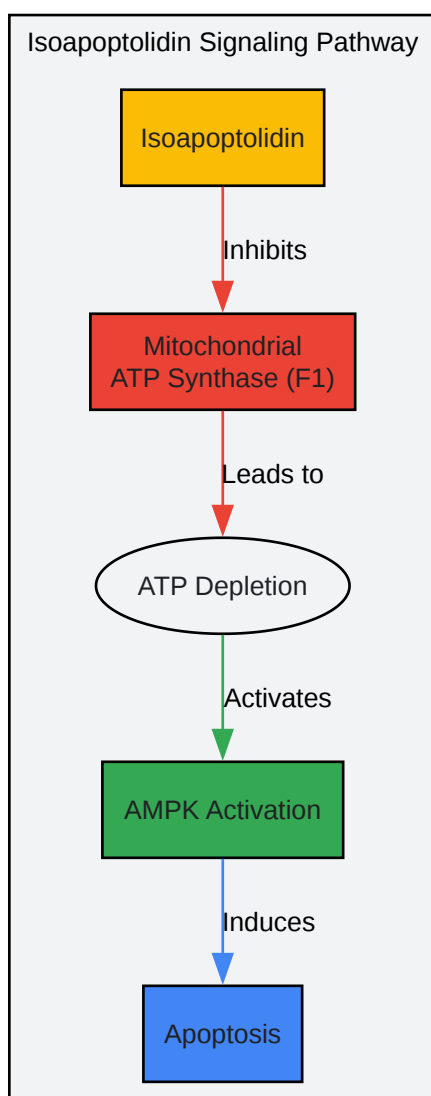 Isoapoptolidin Signaling Pathway
Isoapoptolidin
Inhibits
Mitochondrial
ATP Synthase (F1)
Leads to
ATP Depletion
Activates
AMPK Activation
Induces
Apoptosis